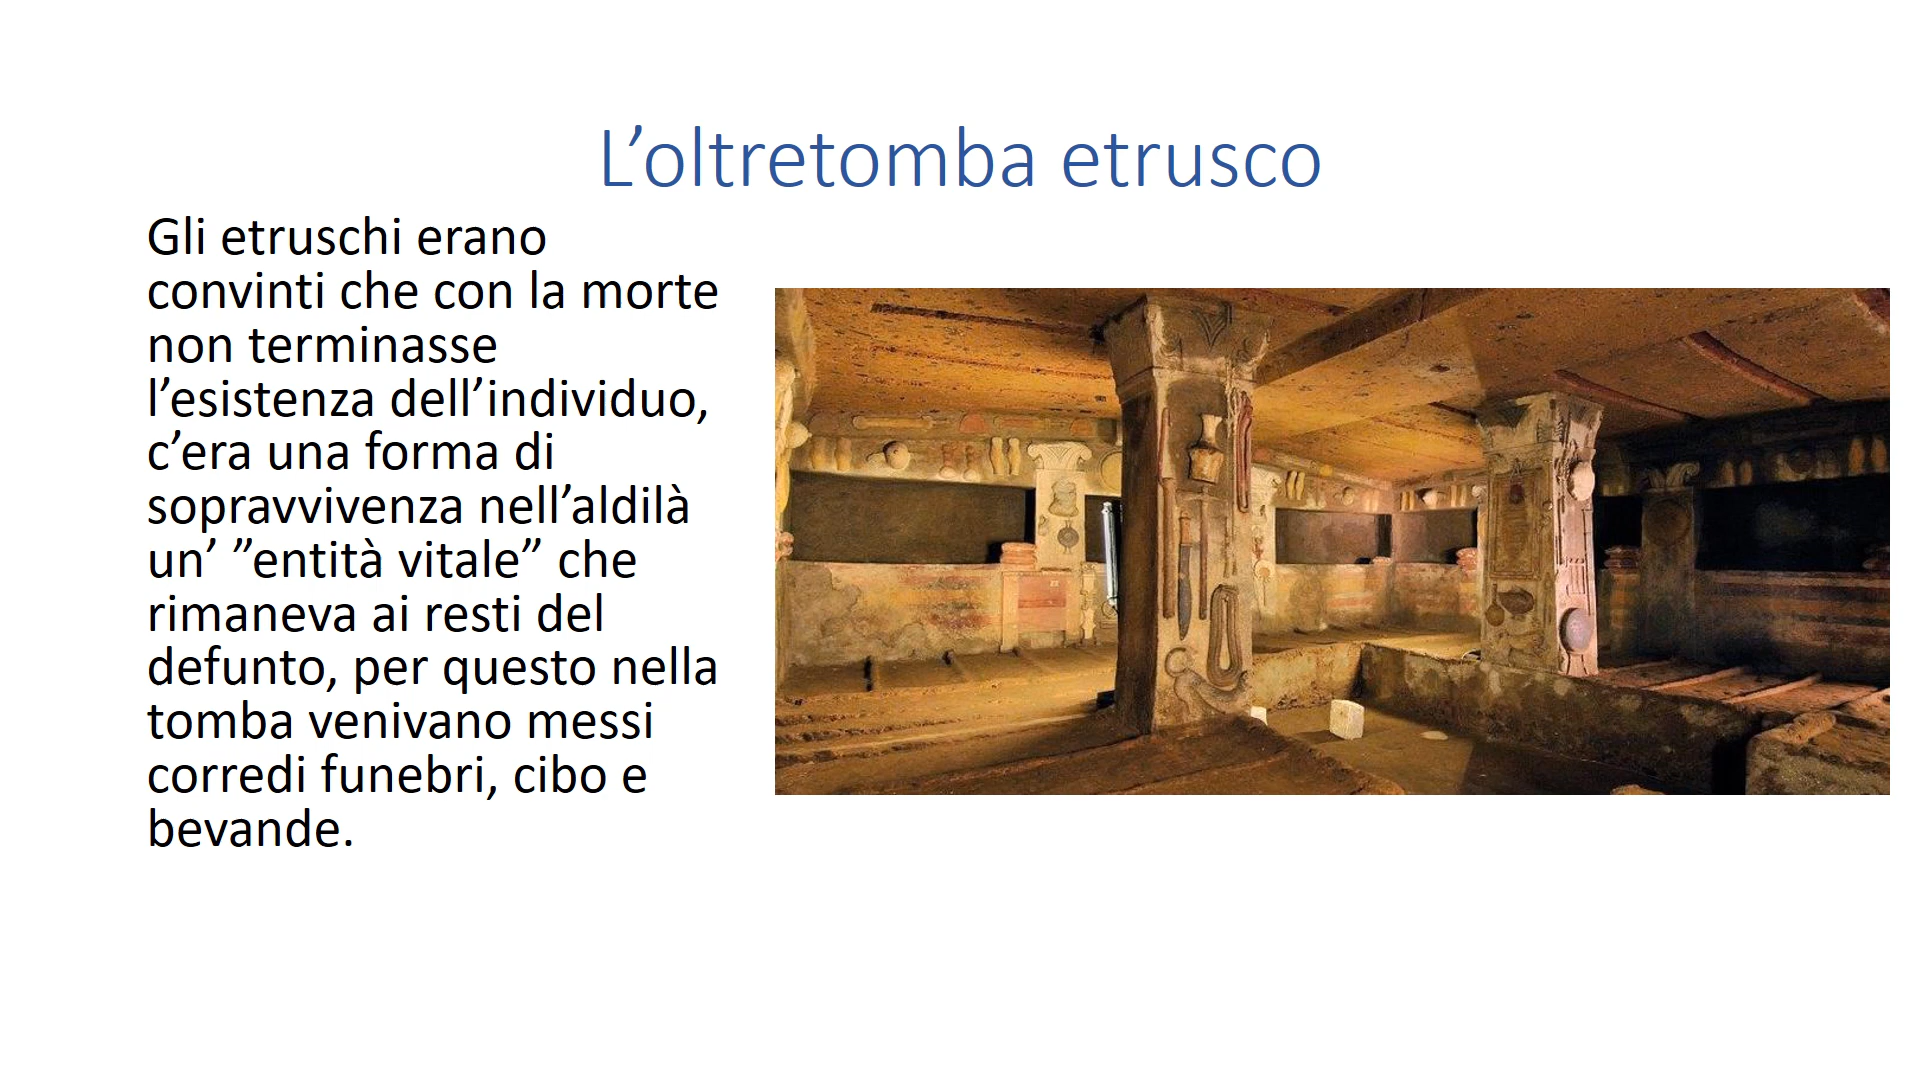 L’oltretomba etrusco
Gli etruschi erano
convinti che con la morte
non terminasse
l’esistenza dell’individuo,
c’era una forma di
sopravvivenza nell’aldilà
un’ ”entità vitale” che
rimaneva ai resti del
defunto, per questo nella
tomba venivano messi
corredi funebri, cibo e
bevande.